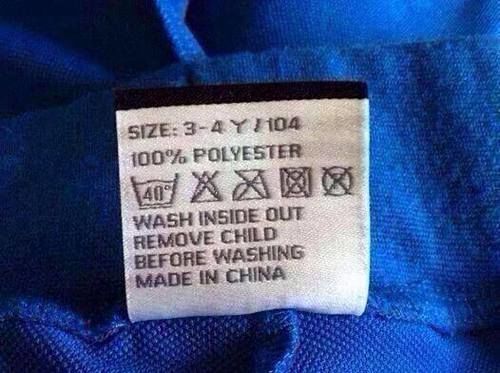 SIZE: 3-4 Y / 104
100% POLYESTER
40°
WASH INSIDE OUT
REMOVE CHILD
BEFORE WASHING
MADE IN CHINA